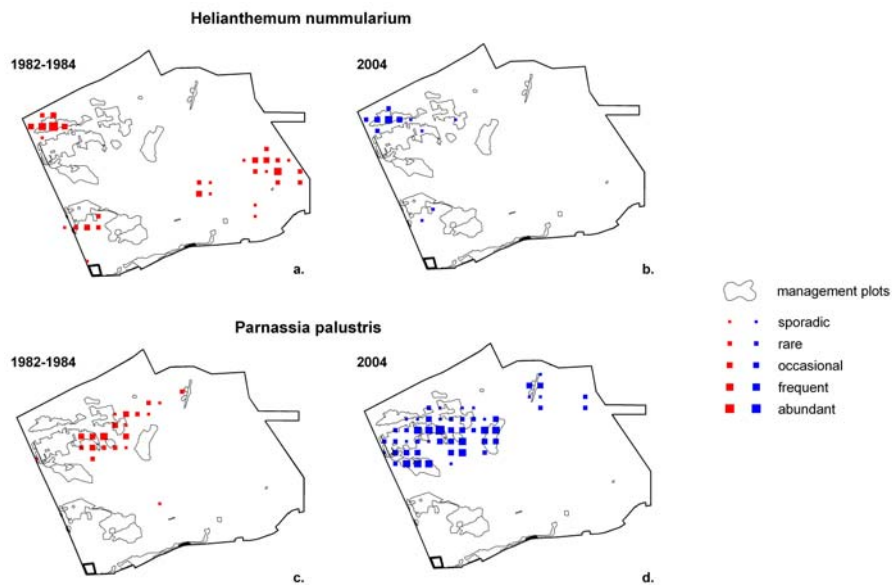 Helianthemum nummularium
1982-1984
2004
a.
b.
Parnassia palustris
1982-1984
2004
c.
d.
management plots
sporadic
rare
occasional
frequent
abundant